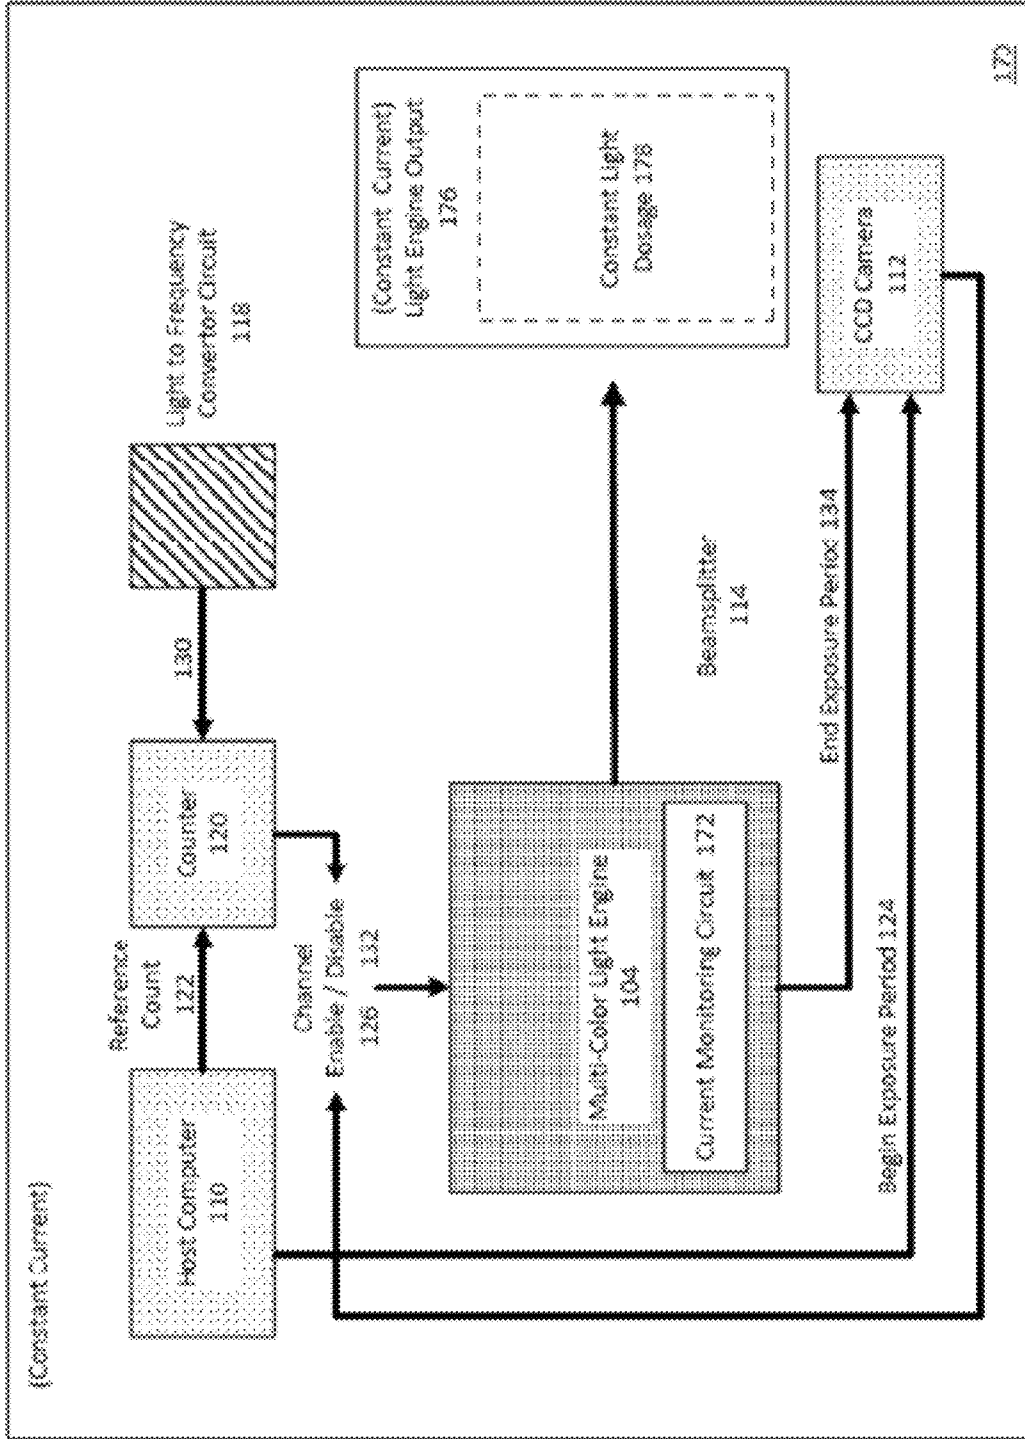 {Constant Current}
Host Computer
110
Reference
Count
122
Counter
120
130
Light to Frequency
Convertor Circuit
118
Channel
Enable / Disable
126 132
Multi-Color Light Engine
104
Current Monitoring Circuit 172
Beamsplitter
114
{Constant Current}
Light Engine Output
176
Constant Light
Dosage 178
End Exposure Period 134
Begin Exposure Period 124
CCD Camera
112
170